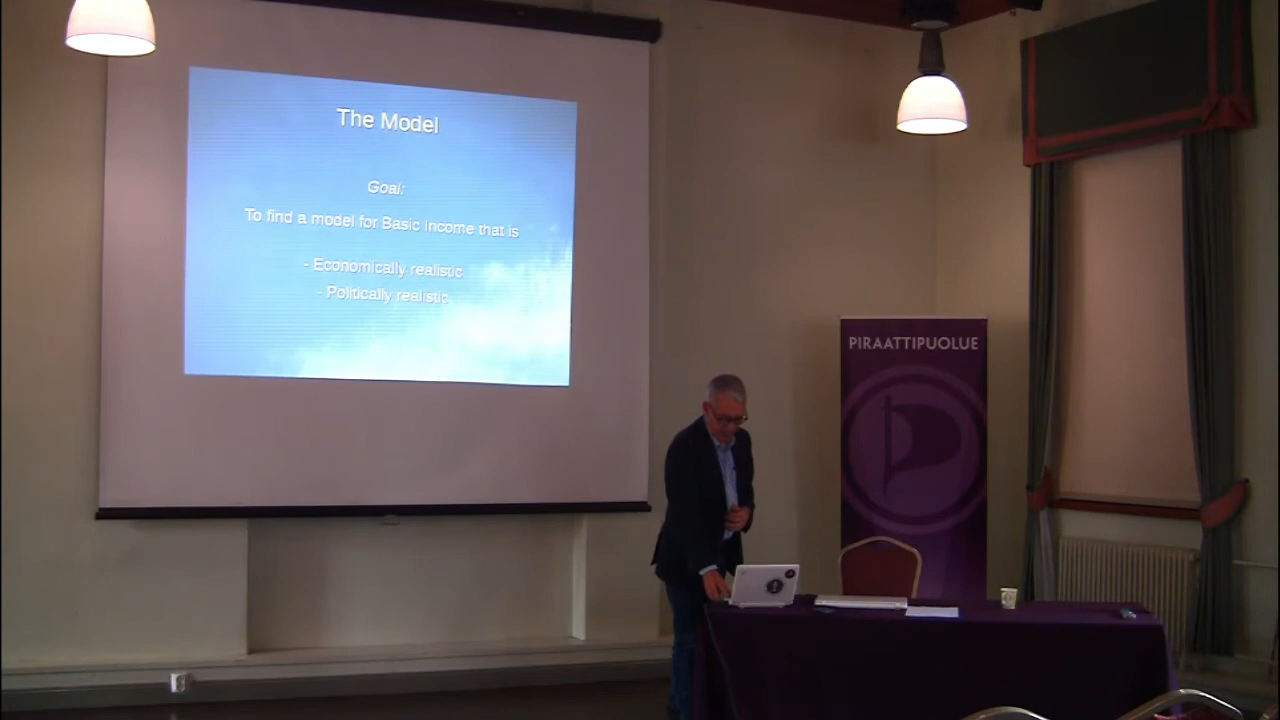 The Model
Goal:
To find a model for Basic Income that is
- Economically realistic
- Politically realistic
PIRAATTIPUOLUE